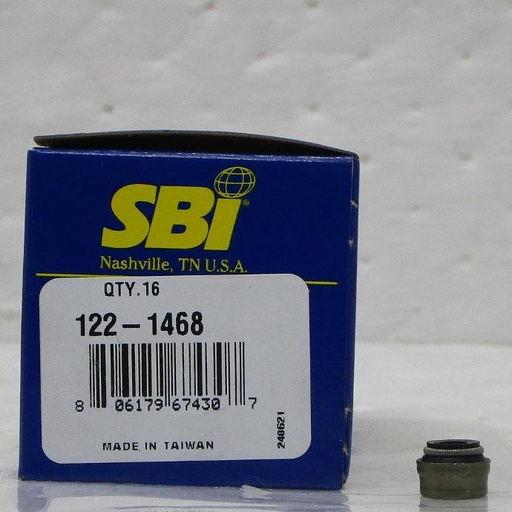 SBI®
Nashville, TN U.S.A.
QTY.16
122-1468
8 06179 67430 7
MADE IN TAIWAN
240621